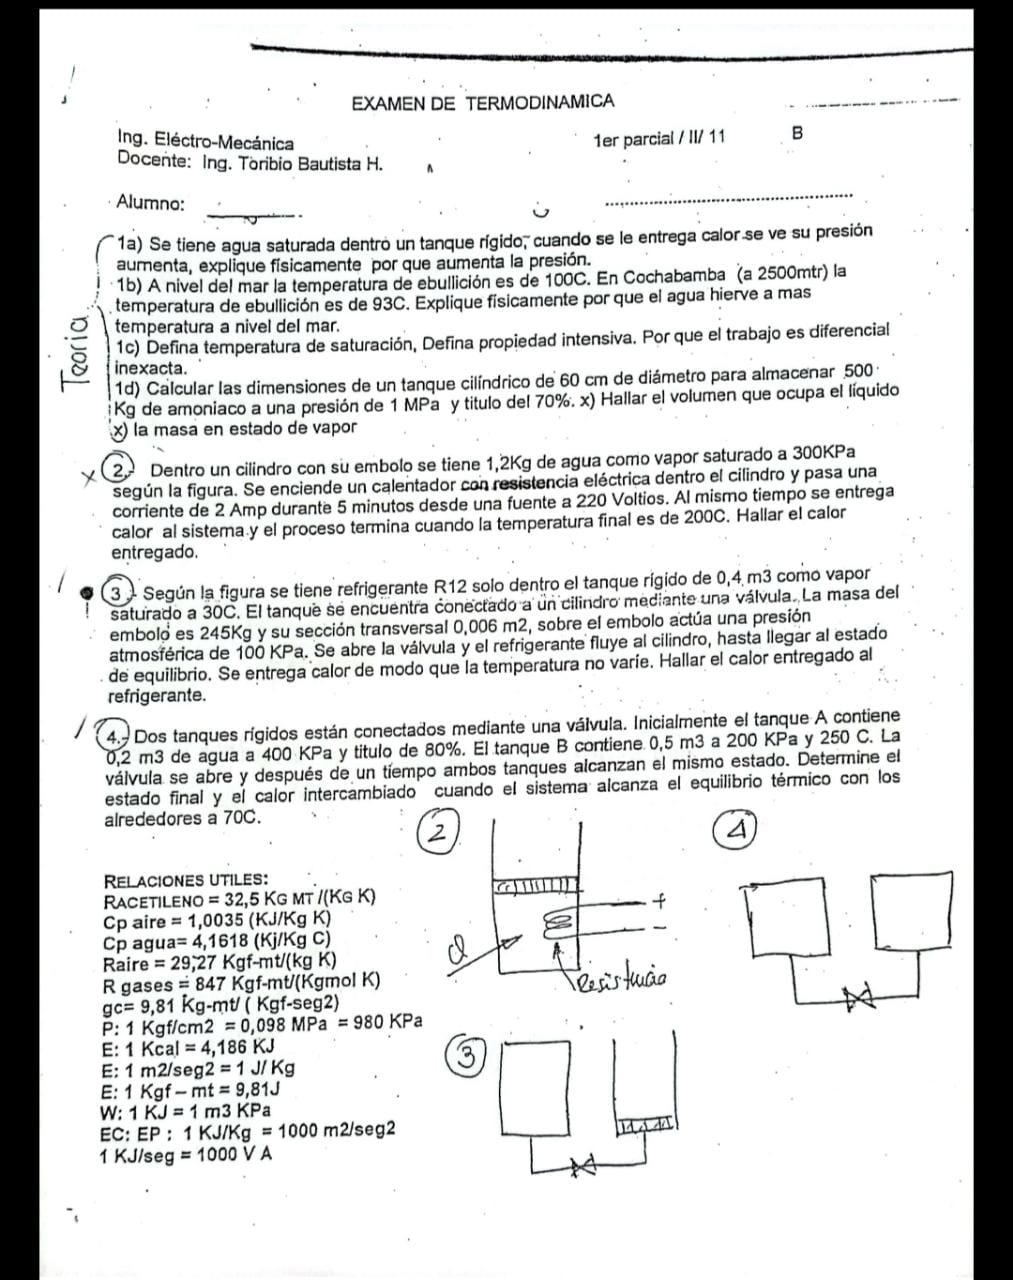 EXAMEN DE TERMODINAMICA
Ing. Eléctro-Mecánica
1er parcial / II/ 11 B
Docente: Ing. Toribio Bautista H.
Alumno:
Teoria
1a) Se tiene agua saturada dentro un tanque rígido, cuando se le entrega calor se ve su presión
aumenta, explique físicamente por que aumenta la presión.
1b) A nivel del mar la temperatura de ebullición es de 100C. En Cochabamba (a 2500mtr) la
temperatura de ebullición es de 93C. Explique físicamente por que el agua hierve a mas
temperatura a nivel del mar.
1c) Defina temperatura de saturación, Defina propiedad intensiva. Por que el trabajo es diferencial
inexacta.
1d) Calcular las dimensiones de un tanque cilíndrico de 60 cm de diámetro para almacenar 500
Kg de amoniaco a una presión de 1 MPa y titulo del 70%. x) Hallar el volumen que ocupa el líquido
x) la masa en estado de vapor
2.- Dentro un cilindro con su embolo se tiene 1,2Kg de agua como vapor saturado a 300KPa
según la figura. Se enciende un calentador con resistencia eléctrica dentro el cilindro y pasa una
corriente de 2 Amp durante 5 minutos desde una fuente a 220 Voltios. Al mismo tiempo se entrega
calor al sistema y el proceso termina cuando la temperatura final es de 200C. Hallar el calor
entregado.
3.- Según la figura se tiene refrigerante R12 solo dentro el tanque rígido de 0,4 m3 como vapor
saturado a 30C. El tanque se encuentra conectado a un cilindro mediante una válvula. La masa del
embolo es 245Kg y su sección transversal 0,006 m2, sobre el embolo actúa una presión
atmosférica de 100 KPa. Se abre la válvula y el refrigerante fluye al cilindro, hasta llegar al estado
de equilibrio. Se entrega calor de modo que la temperatura no varíe. Hallar el calor entregado al
refrigerante.
4.- Dos tanques rígidos están conectados mediante una válvula. Inicialmente el tanque A contiene
0,2 m3 de agua a 400 KPa y titulo de 80%. El tanque B contiene 0,5 m3 a 200 KPa y 250 C. La
válvula se abre y después de un tiempo ambos tanques alcanzan el mismo estado. Determine el
estado final y el calor intercambiado cuando el sistema alcanza el equilibrio térmico con los
alrededores a 70C.
2
4
RELACIONES UTILES:
RACETILENO = 32,5 KG MT /(KG K)
Cp aire = 1,0035 (KJ/Kg K)
Cp agua= 4,1618 (Kj/Kg C)
Raire = 29,27 Kgf-mt/(kg K)
R gases = 847 Kgf-mt/(Kgmol K)
gc= 9,81 Kg-mt/ ( Kgf-seg2)
P: 1 Kgf/cm2 = 0,098 MPa = 980 KPa
E: 1 Kcal = 4,186 KJ
E: 1 m2/seg2 = 1 J/ Kg
E: 1 Kgf – mt = 9,81J
W: 1 KJ = 1 m3 KPa
EC: EP : 1 KJ/Kg = 1000 m2/seg2
1 KJ/seg = 1000 V A
+
-
Q
Resistencia
3